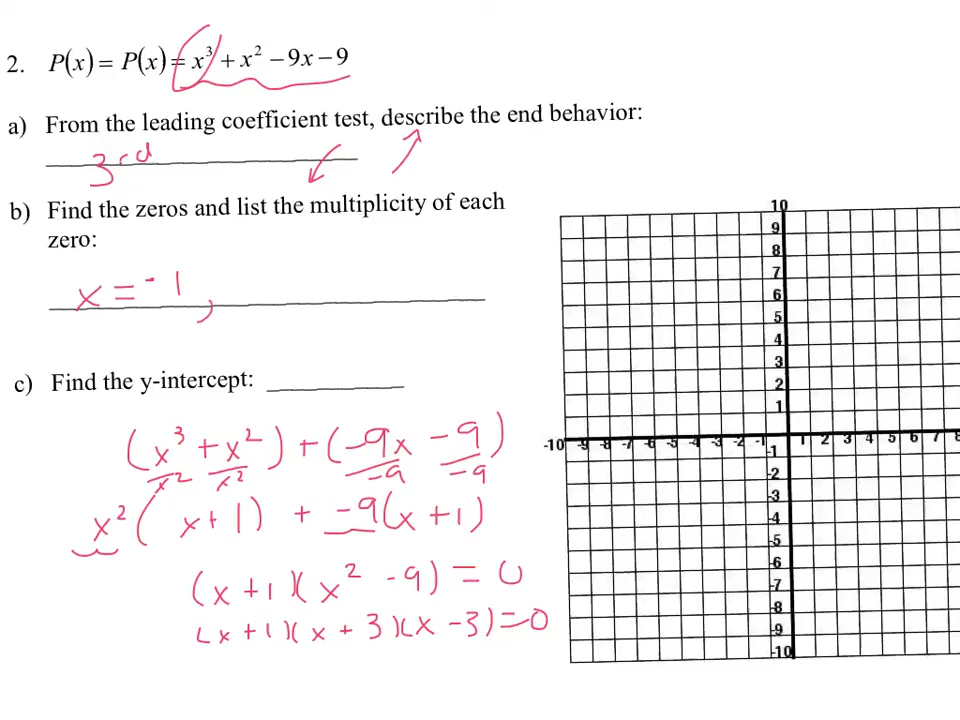 2. P(x) = P(x) = x³ + x² − 9x − 9
a) From the leading coefficient test, describe the end behavior:
3rd
b) Find the zeros and list the multiplicity of each
zero:
x = -1 ,
c) Find the y-intercept:
(x³ + x²) + (-9x - 9)
x² x² -9 -9
x² ( x + 1) + -9(x + 1)
(x + 1)(x² - 9) = 0
(x + 1)(x + 3)(x - 3) = 0
10
9
8
7
6
5
4
3
2
1
-10 -9 -8 -7 -6 -5 -4 -3 -2 -1 1 2 3 4 5 6 7 8
-1
-2
-3
-4
-5
-6
-7
-8
-9
-10